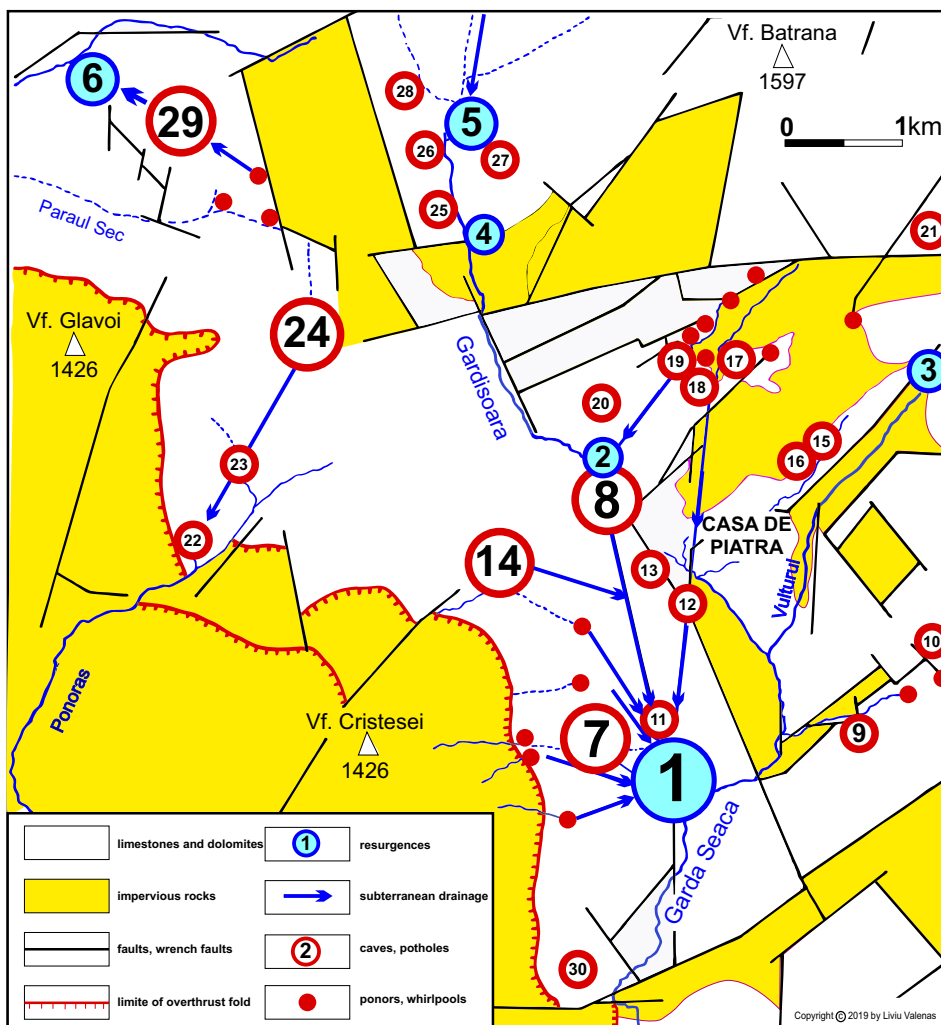 Vf. Batrana
1597
0 1km
6
29
28
5
26
27
25
4
21
Paraul Sec
Vf. Glavoi
1426
24
Gardisoara
19
17
18
3
20
2
8
15
16
23
22
CASA DE
PIATRA
14
13
12
Vulturul
10
Ponoras
11
9
Vf. Cristesei
1426
7
1
Garda Seaca
30
limestones and dolomites
1
resurgences
impervious rocks
subterranean drainage
faults, wrench faults
2
caves, potholes
limite of overthrust fold
ponors, whirlpools
Copyright © 2019 by Liviu Valenas